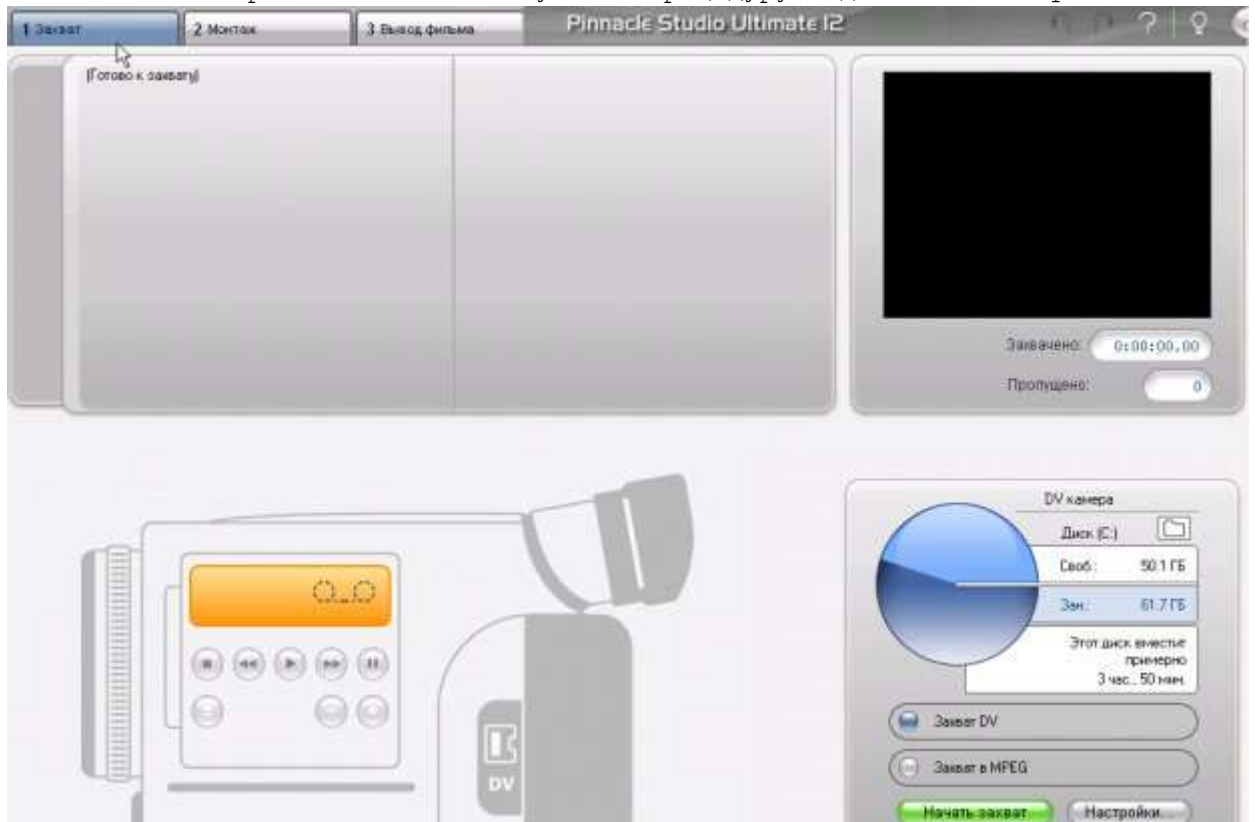 1 Захват
2 Монтаж
3 Вывод фильма
Pinnacle Studio Ultimate 12
(Готово к захвату)
Захвачено: 0:00:00.00
Пропущено: 0
DV камера
Диск (C:)
Своб.: 50.1 ГБ
Зан.: 61.7 ГБ
Этот диск вместит
примерно
3 час., 50 мин.
Захват DV
Захват в MPEG
DV
Начать захват
Настройки...